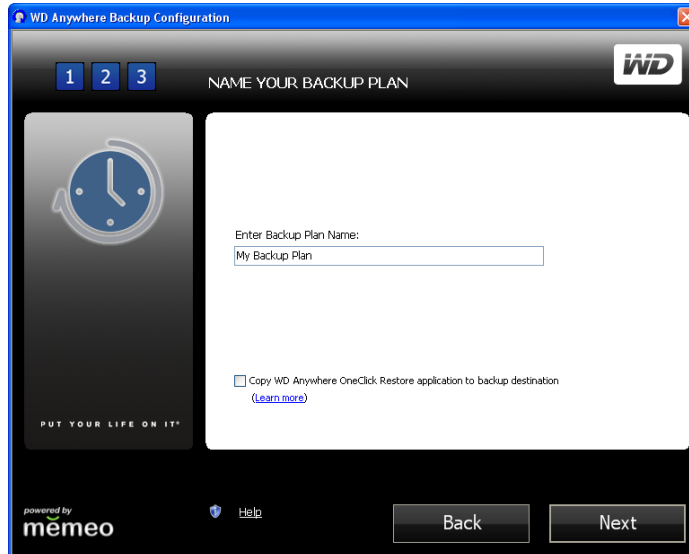 WD Anywhere Backup Configuration
1 2 3
NAME YOUR BACKUP PLAN
WD
Enter Backup Plan Name:
My Backup Plan
Copy WD Anywhere OneClick Restore application to backup destination
(Learn more)
PUT YOUR LIFE ON IT®
powered by
mĕmeo
Help
Back
Next